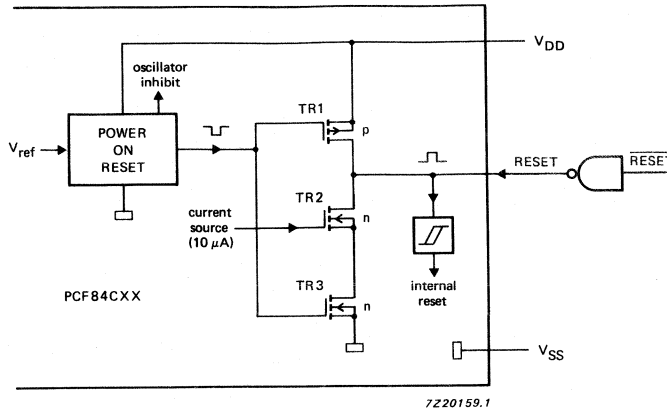 V_DD
oscillator
inhibit
TR1
p
POWER
ON
RESET
V_ref
RESET
RESET
TR2
n
current
source
(10 µA)
internal
reset
TR3
n
PCF84CXX
V_SS
7Z20159.1